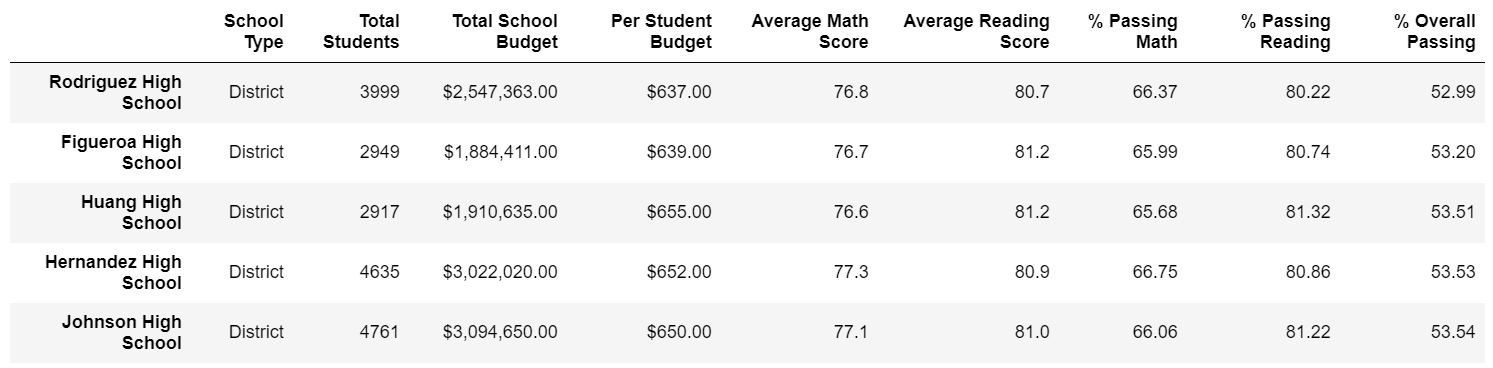 School Type Total Students Total School Budget Per Student Budget Average Math Score Average Reading Score % Passing Math % Passing Reading % Overall Passing
Rodriguez High School District 3999 $2,547,363.00 $637.00 76.8 80.7 66.37 80.22 52.99
Figueroa High School District 2949 $1,884,411.00 $639.00 76.7 81.2 65.99 80.74 53.20
Huang High School District 2917 $1,910,635.00 $655.00 76.6 81.2 65.68 81.32 53.51
Hernandez High School District 4635 $3,022,020.00 $652.00 77.3 80.9 66.75 80.86 53.53
Johnson High School District 4761 $3,094,650.00 $650.00 77.1 81.0 66.06 81.22 53.54